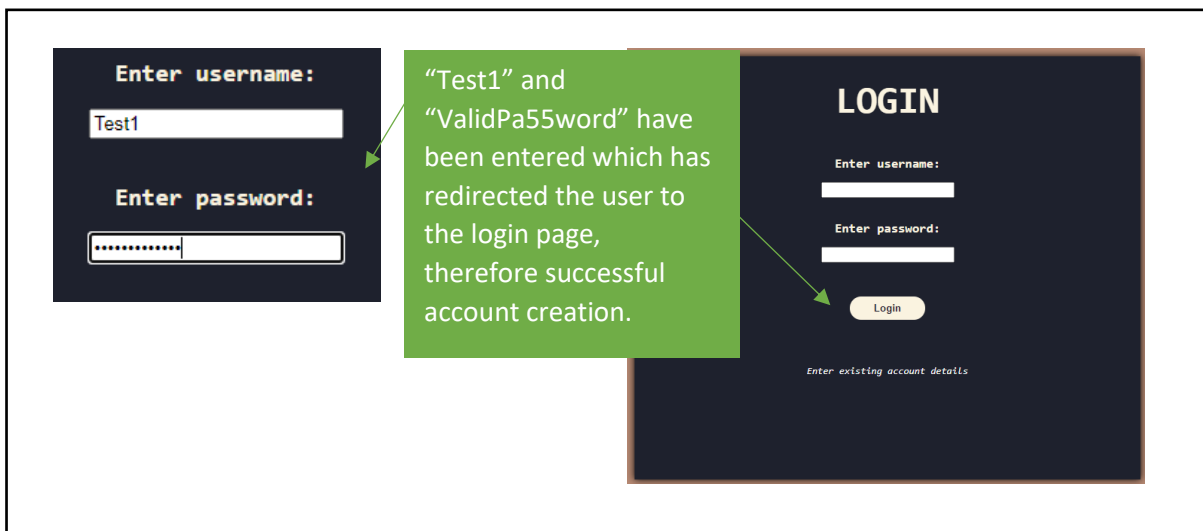 Enter username:
Test1
Enter password:
•••••••••••••
“Test1” and
“ValidPa55word” have
been entered which has
redirected the user to
the login page,
therefore successful
account creation.
LOGIN
Enter username:
Enter password:
Login
Enter existing account details